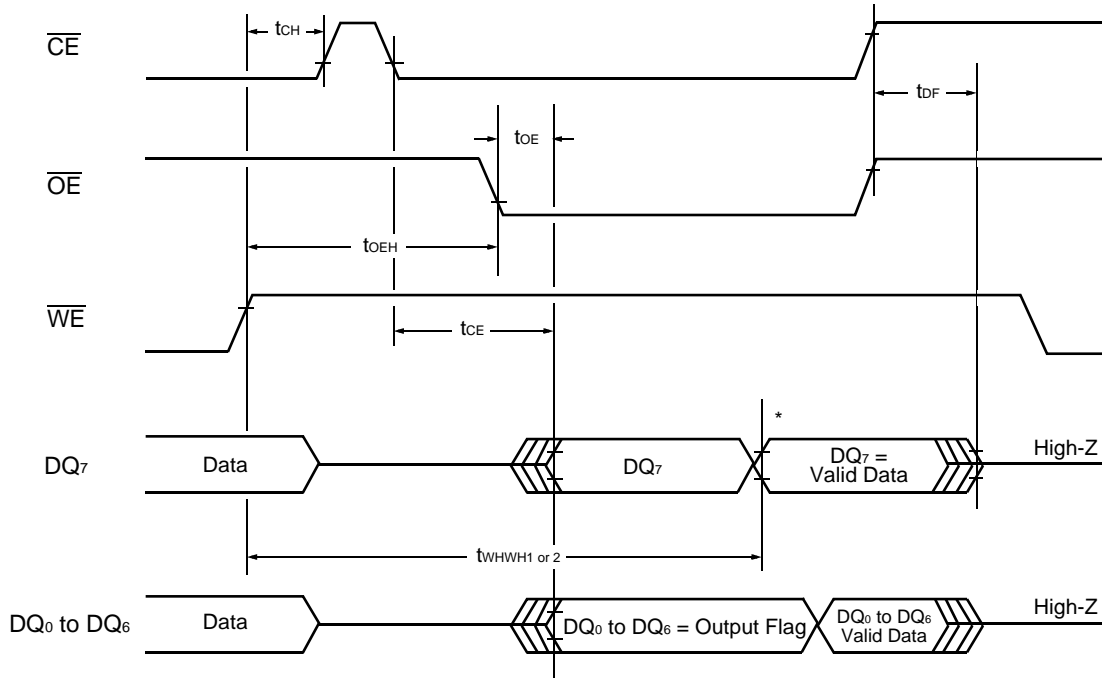 tCH
CE
tDF
tOE
OE
tOEH
WE
tCE
*
DQ7
Data
DQ7
DQ7 =
Valid Data
High-Z
tWHWH1 or 2
DQ0 to DQ6
Data
DQ0 to DQ6 = Output Flag
DQ0 to DQ6
Valid Data
High-Z